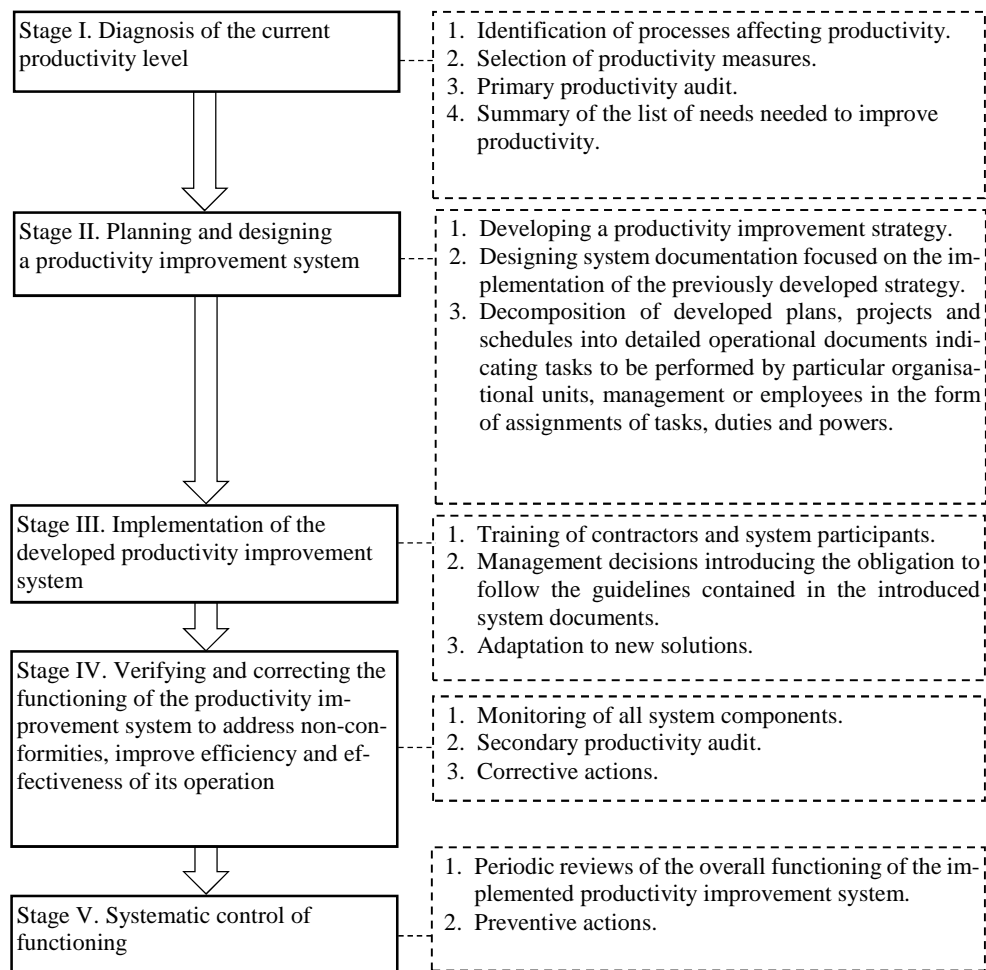 Stage I. Diagnosis of the current
productivity level
1. Identification of processes affecting productivity.
2. Selection of productivity measures.
3. Primary productivity audit.
4. Summary of the list of needs needed to improve
productivity.
Stage II. Planning and designing
a productivity improvement system
1. Developing a productivity improvement strategy.
2. Designing system documentation focused on the im-
plementation of the previously developed strategy.
3. Decomposition of developed plans, projects and
schedules into detailed operational documents indi-
cating tasks to be performed by particular organisa-
tional units, management or employees in the form
of assignments of tasks, duties and powers.
Stage III. Implementation of the
developed productivity improvement
system
1. Training of contractors and system participants.
2. Management decisions introducing the obligation to
follow the guidelines contained in the introduced
system documents.
3. Adaptation to new solutions.
Stage IV. Verifying and correcting the
functioning of the productivity im-
provement system to address non-con-
formities, improve efficiency and ef-
fectiveness of its operation
1. Monitoring of all system components.
2. Secondary productivity audit.
3. Corrective actions.
Stage V. Systematic control of
functioning
1. Periodic reviews of the overall functioning of the im-
plemented productivity improvement system.
2. Preventive actions.